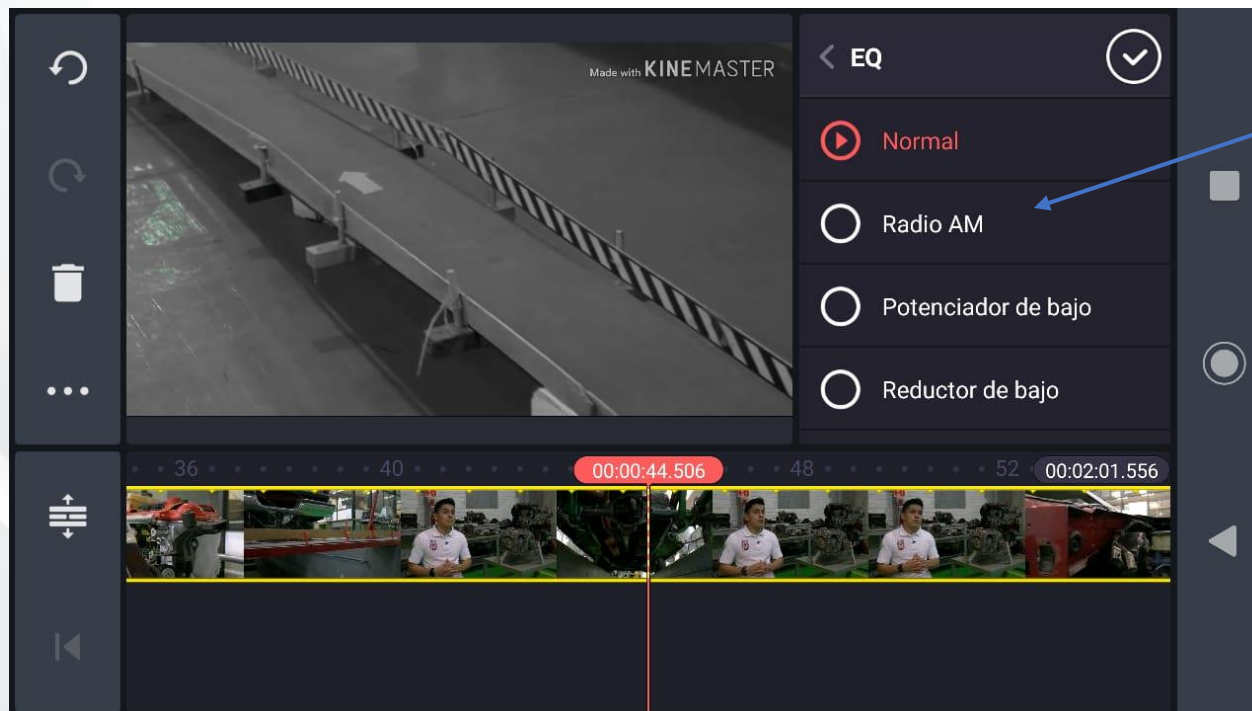 Made with KINEMASTER
EQ
Normal
Radio AM
Potenciador de bajo
Reductor de bajo
36
40
00:00:44.506
48
52
00:02:01.556